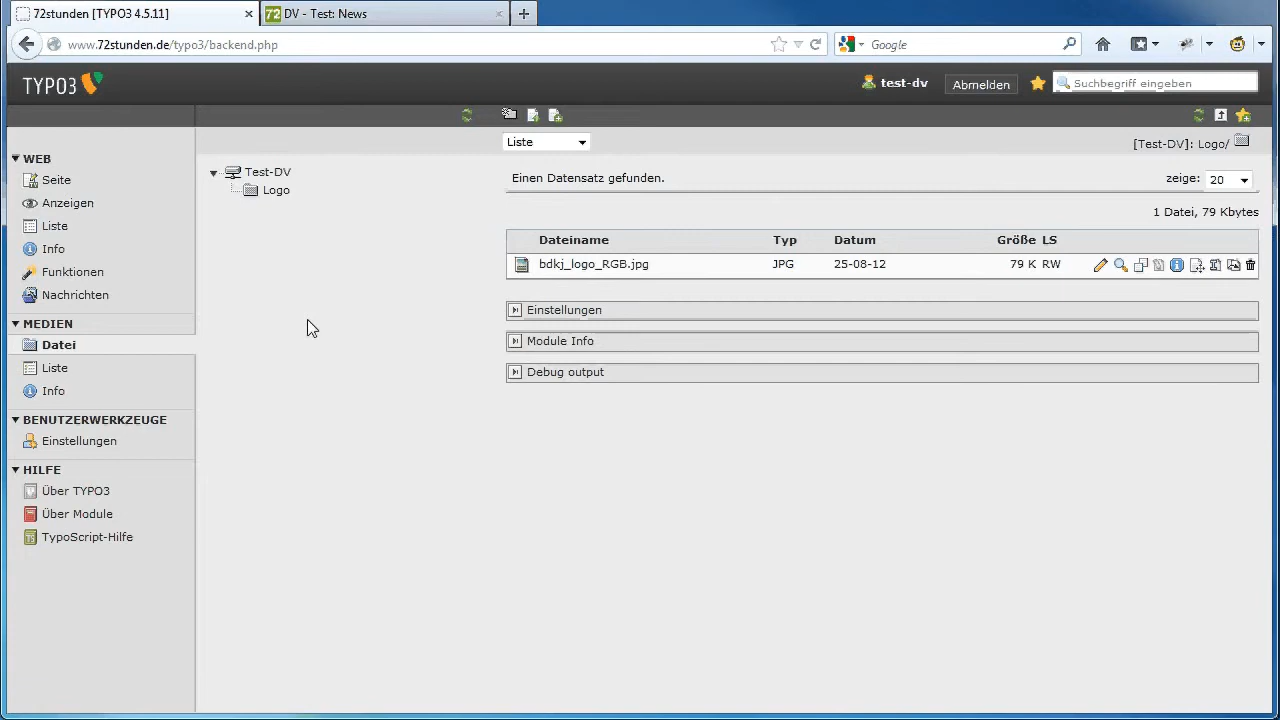 72stunden [TYPO3 4.5.11]
72 DV - Test: News
www.72stunden.de/typo3/backend.php
Google
TYPO3
test-dv
Abmelden
Suchbegriff eingeben
Liste
[Test-DV]: Logo/
WEB
Seite
Anzeigen
Liste
Info
Funktionen
Nachrichten
MEDIEN
Datei
Liste
Info
BENUTZERWERKZEUGE
Einstellungen
HILFE
Über TYPO3
Über Module
TypoScript-Hilfe
Test-DV
Logo
Einen Datensatz gefunden.
zeige: 20
1 Datei, 79 Kbytes
Dateiname Typ Datum Größe LS
bdkj_logo_RGB.jpg JPG 25-08-12 79 K RW
Einstellungen
Module Info
Debug output